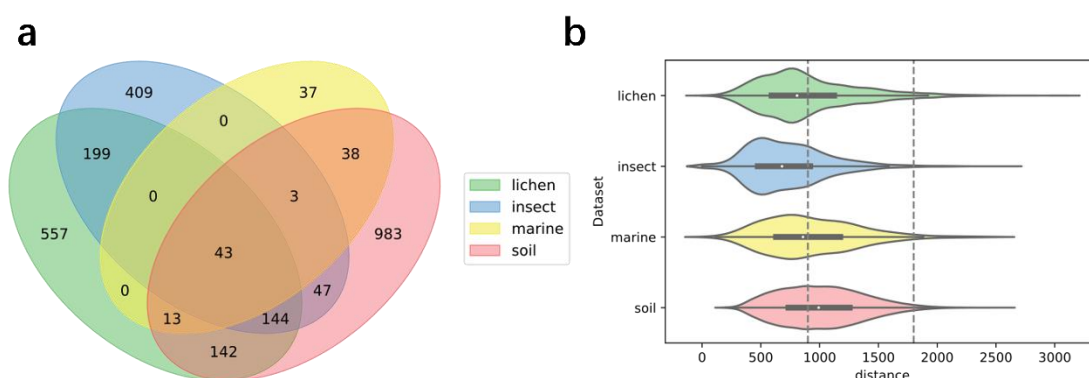 a
409
37
0
199
38
0
3
557
983
43
0
47
13
144
142
lichen
insect
marine
soil
b
Dataset
lichen
insect
marine
soil
0 500 1000 1500 2000 2500 3000
distance